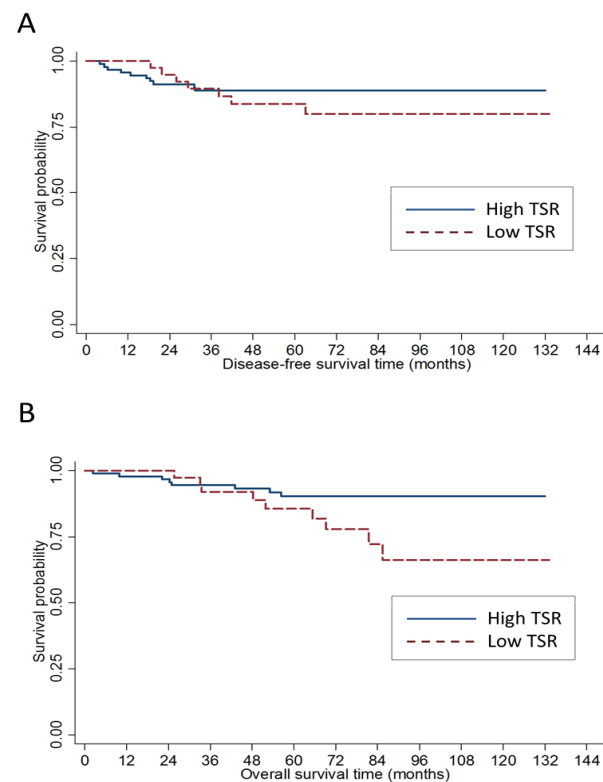 A
Survival probability
1.00
0.75
0.50
0.25
0.00
High TSR
Low TSR
0 12 24 36 48 60 72 84 96 108 120 132 144
Disease-free survival time (months)
B
Survival probability
1.00
0.75
0.50
0.25
0.00
High TSR
Low TSR
0 12 24 36 48 60 72 84 96 108 120 132 144
Overall survival time (months)